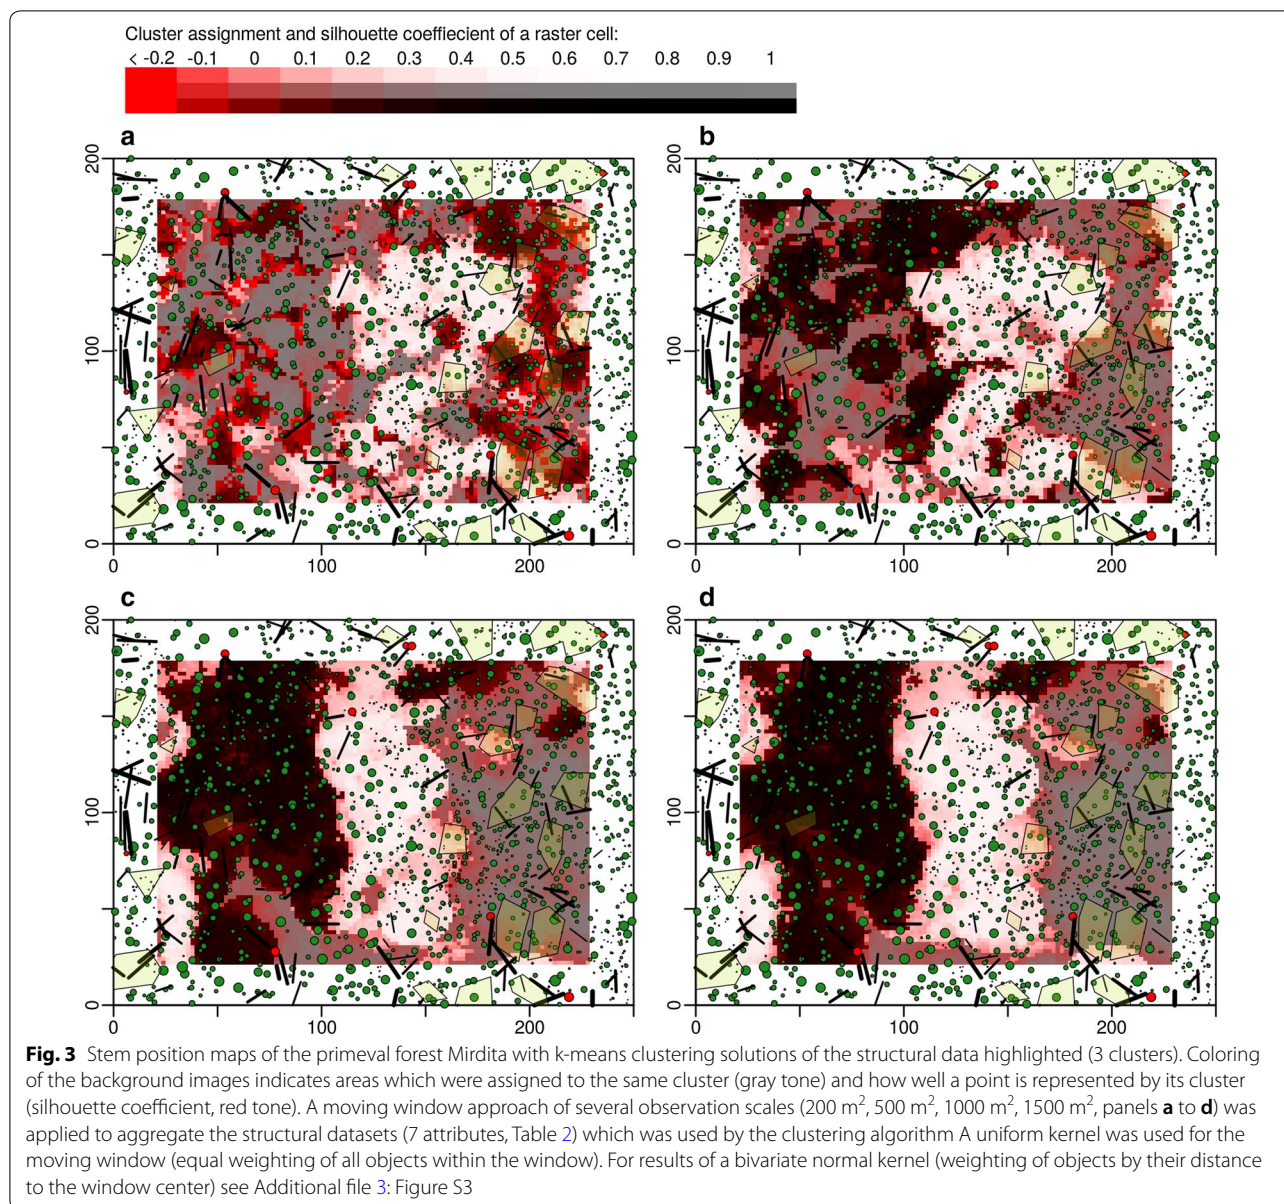 Cluster assignment and silhouette coeffiecient of a raster cell:
< -0.2 -0.1 0 0.1 0.2 0.3 0.4 0.5 0.6 0.7 0.8 0.9 1
a b
200 200
100 100
0 0
0 100 200 0 100 200
c d
200 200
100 100
0 0
0 100 200 0 100 200
Fig. 3 Stem position maps of the primeval forest Mirdita with k-means clustering solutions of the structural data highlighted (3 clusters). Coloring
of the background images indicates areas which were assigned to the same cluster (gray tone) and how well a point is represented by its cluster
(silhouette coefficient, red tone). A moving window approach of several observation scales (200 m², 500 m², 1000 m², 1500 m², panels a to d) was
applied to aggregate the structural datasets (7 attributes, Table 2) which was used by the clustering algorithm A uniform kernel was used for the
moving window (equal weighting of all objects within the window). For results of a bivariate normal kernel (weighting of objects by their distance
to the window center) see Additional file 3: Figure S3